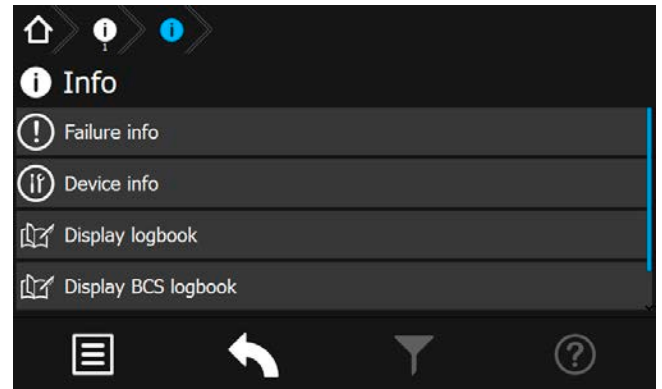 1
Info
Failure info
Device info
Display logbook
Display BCS logbook